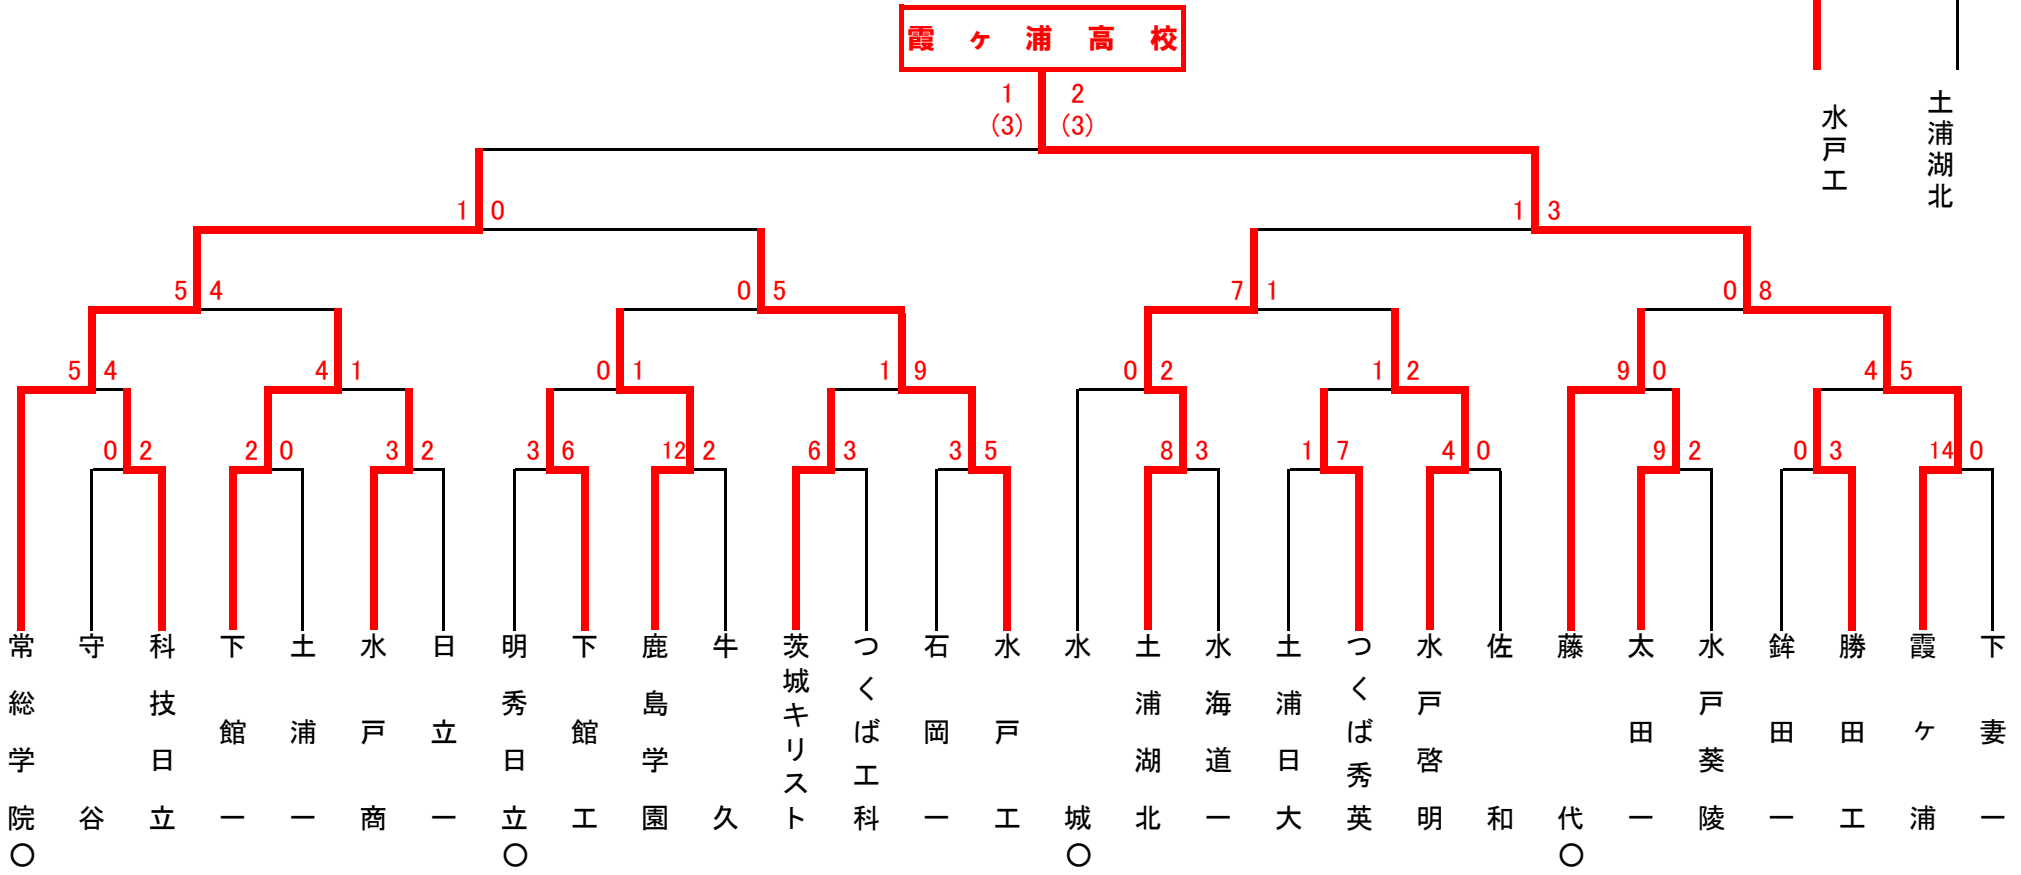 霞ヶ浦高校
1 2
(3) (3)
水戸工
土浦湖北
1 0
1 3
5 4
0 5
7 1
0 8
5 4
4 1
0 1
1 9
0 2
1 2
9 0
4 5
0 2
2 0
3 2
3 6
12 2
6 3
3 5
8 3
1 7
4 0
9 2
0 3
14 0
常総学院○
守谷
科技日立
下館一
土浦一
水戸商
日立一
明秀日立○
下館工
鹿島学園
牛久
茨城キリスト
つくば工科
石岡一
水戸工
水城○
土浦湖北
水海道一
土浦日大
つくば秀英
水戸啓明
佐和
藤代○
太田一
水戸葵陵
鉾田一
勝田工
霞ヶ浦
下妻一